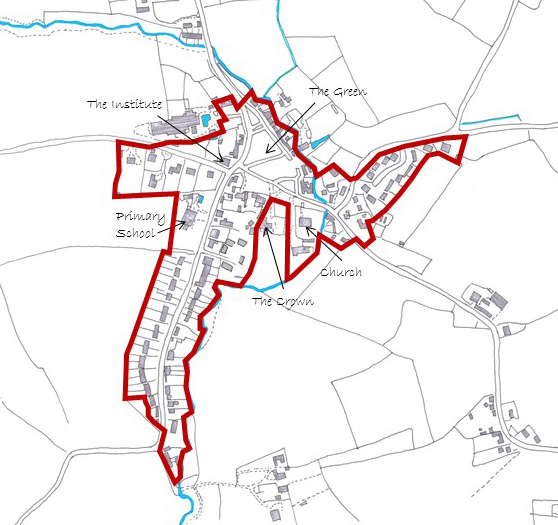 The Green
The Institute
Primary
School
Church
The Crown